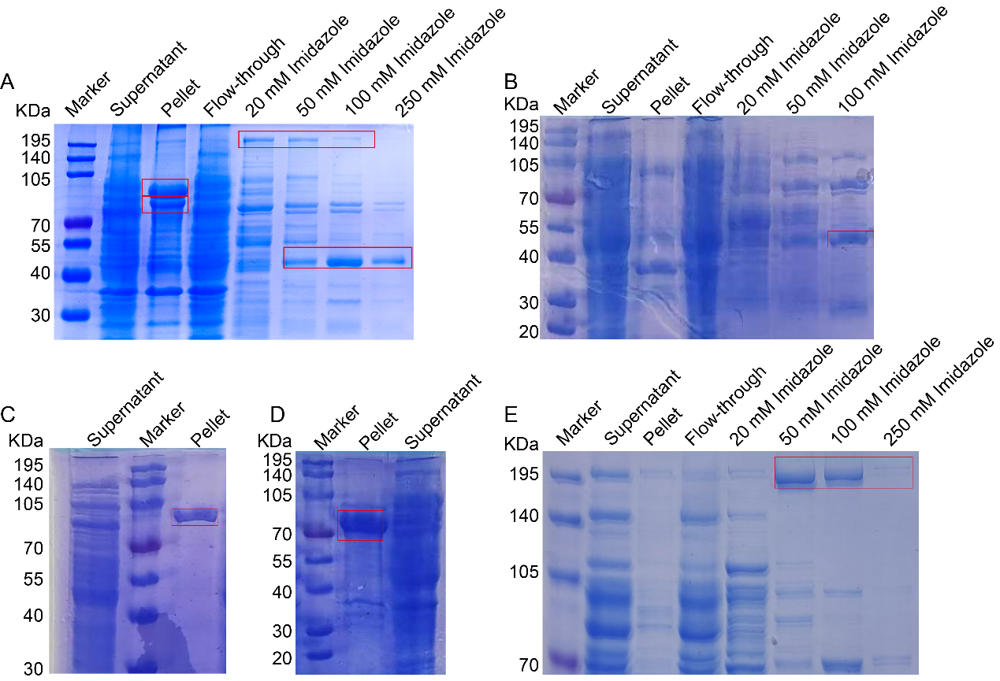 A
KDa
Marker
Supernatant
Pellet
Flow-through
20 mM Imidazole
50 mM Imidazole
100 mM Imidazole
250 mM Imidazole
195
140
105
70
55
40
30
B
KDa
Marker
Supernatant
Pellet
Flow-through
20 mM Imidazole
50 mM Imidazole
100 mM Imidazole
195
140
105
70
55
40
30
20
C
KDa
Supernatant
Marker
Pellet
195
140
105
70
55
40
30
D
KDa
Marker
Pellet
Supernatant
195
140
105
70
55
40
30
20
E
KDa
Marker
Supernatant
Pellet
Flow-through
20 mM Imidazole
50 mM Imidazole
100 mM Imidazole
250 mM Imidazole
195
140
105
70